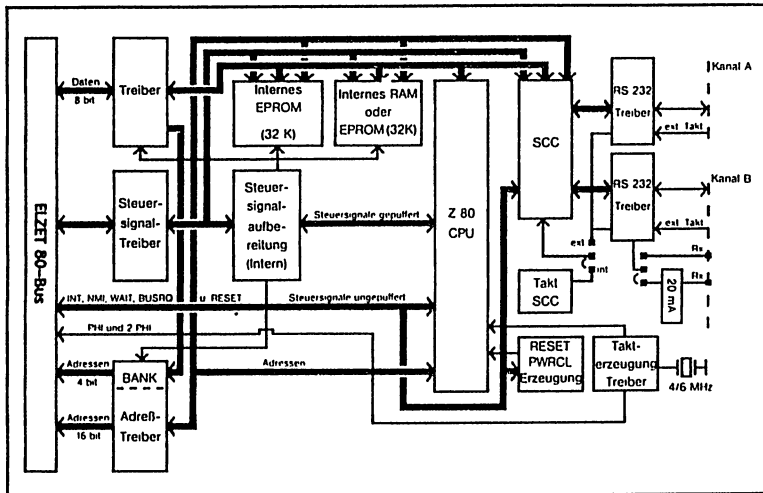 ELZET 80-Bus
Daten
8 bit
Treiber
Internes
EPROM
(32 K)
Internes RAM
oder
EPROM (32K)
SCC
RS 232
Treiber
Kanal A
ext Takt
RS 232
Treiber
Kanal B
ext Takt
Steuer-
signal-
Treiber
Steuer-
signal-
aufbe-
reitung
(Intern)
Steuersignale gepuffert
Z 80
CPU
ext
int
Takt
SCC
Rx
Rx
20 mA
INT, NMI, WAIT, BUSRQ u RESET
Steuersignale ungepuffert
PHI und 2 PHI
Adressen
4 bit
BANK
Adreß-
Treiber
Adressen
RESET
PWRCL
Erzeugung
Takt-
erzeugung
Treiber
4/6 MHz
Adressen
16 bit